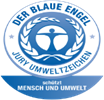 DER BLAUE ENGEL
JURY UMWELTZEICHEN
schützt
MENSCH UND UMWELT